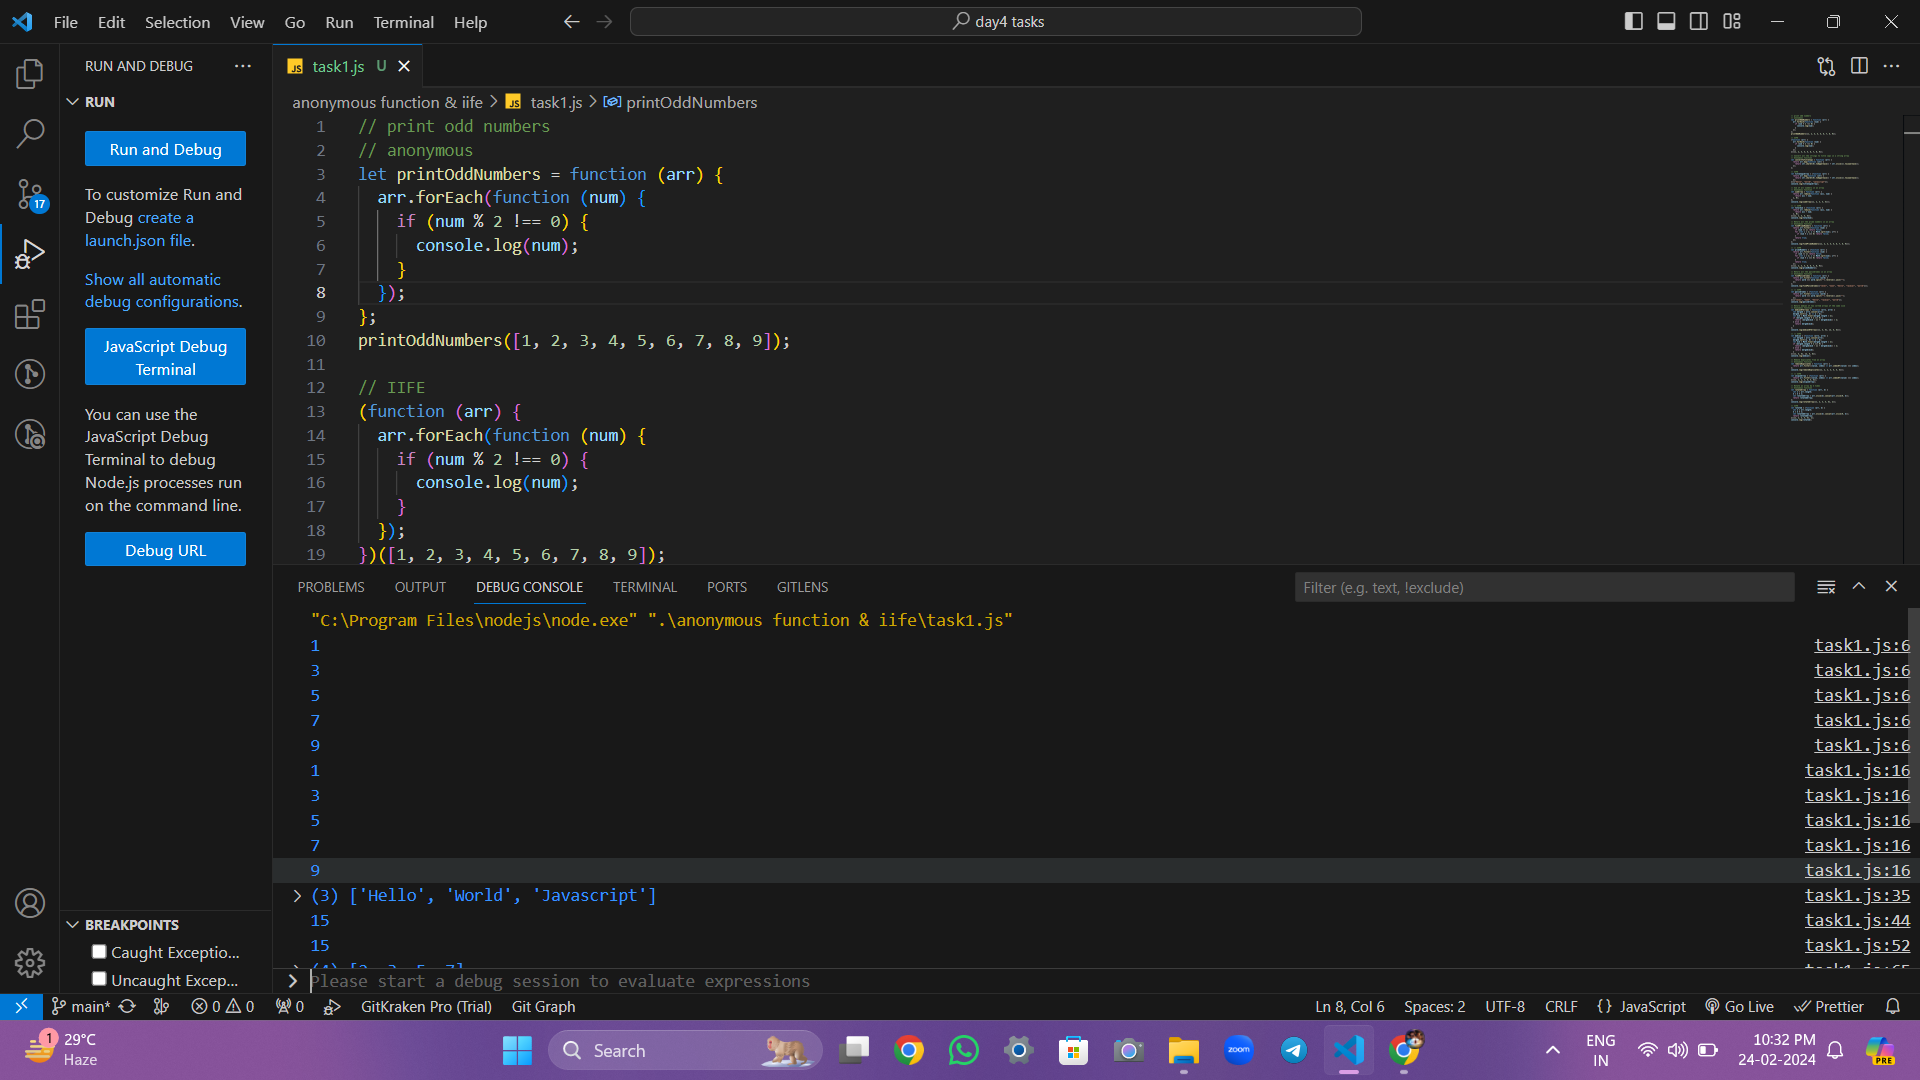 File Edit Selection View Go Run Terminal Help
day4 tasks
RUN AND DEBUG
RUN
Run and Debug
To customize Run and
Debug create a
launch.json file.
Show all automatic
debug configurations.
JavaScript Debug
Terminal
You can use the
JavaScript Debug
Terminal to debug
Node.js processes run
on the command line.
Debug URL
BREAKPOINTS
Caught Exceptio...
Uncaught Excep...
17
JS task1.js U
anonymous function & iife > JS task1.js > printOddNumbers
1 // print odd numbers
2 // anonymous
3 let printOddNumbers = function (arr) {
4 arr.forEach(function (num) {
5 if (num % 2 !== 0) {
6 console.log(num);
7 }
8 });
9 };
10 printOddNumbers([1, 2, 3, 4, 5, 6, 7, 8, 9]);
11
12 // IIFE
13 (function (arr) {
14 arr.forEach(function (num) {
15 if (num % 2 !== 0) {
16 console.log(num);
17 }
18 });
19 })([1, 2, 3, 4, 5, 6, 7, 8, 9]);
PROBLEMS OUTPUT DEBUG CONSOLE TERMINAL PORTS GITLENS
Filter (e.g. text, !exclude)
"C:\Program Files\nodejs\node.exe" ".\anonymous function & iife\task1.js"
1 task1.js:6
3 task1.js:6
5 task1.js:6
7 task1.js:6
9 task1.js:6
1 task1.js:16
3 task1.js:16
5 task1.js:16
7 task1.js:16
9 task1.js:16
> (3) ['Hello', 'World', 'Javascript'] task1.js:35
15 task1.js:44
15 task1.js:52
> (4) [2, 3, 5, 7] task1.js:65
> Please start a debug session to evaluate expressions
main* 0 0 0 GitKraken Pro (Trial) Git Graph
Ln 8, Col 6 Spaces: 2 UTF-8 CRLF {} JavaScript Go Live Prettier
1 29°C
Haze
Search
zoom
ENG
IN
10:32 PM
24-02-2024
PRE